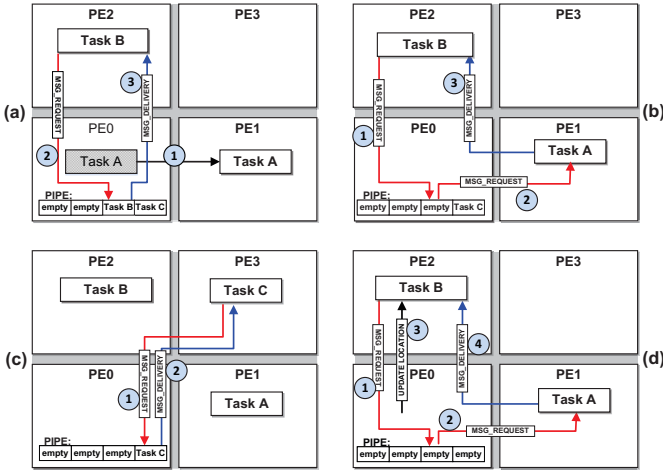 (a)
PE2
PE3
Task B
MSG_REQUEST
3
MSG_DELIVERY
PE0
PE1
2
Task A
1
Task A
PIPE:
empty empty Task B Task C
(b)
PE2
PE3
Task B
MSG_REQUEST
3
MSG_DELIVERY
1
PE0
PE1
Task A
MSG_REQUEST
2
PIPE:
empty empty empty Task C
(c)
PE2
PE3
Task B
Task C
PE0
PE1
MSG_REQUEST
MSG_DELIVERY
2
1
Task A
PIPE:
empty empty empty Task C
(d)
PE2
PE3
Task B
MSG_REQUEST
UPDATE LOCATION
3
4
MSG_DELIVERY
1
PE0
PE1
Task A
2
MSG_REQUEST
PIPE:
empty empty empty empty